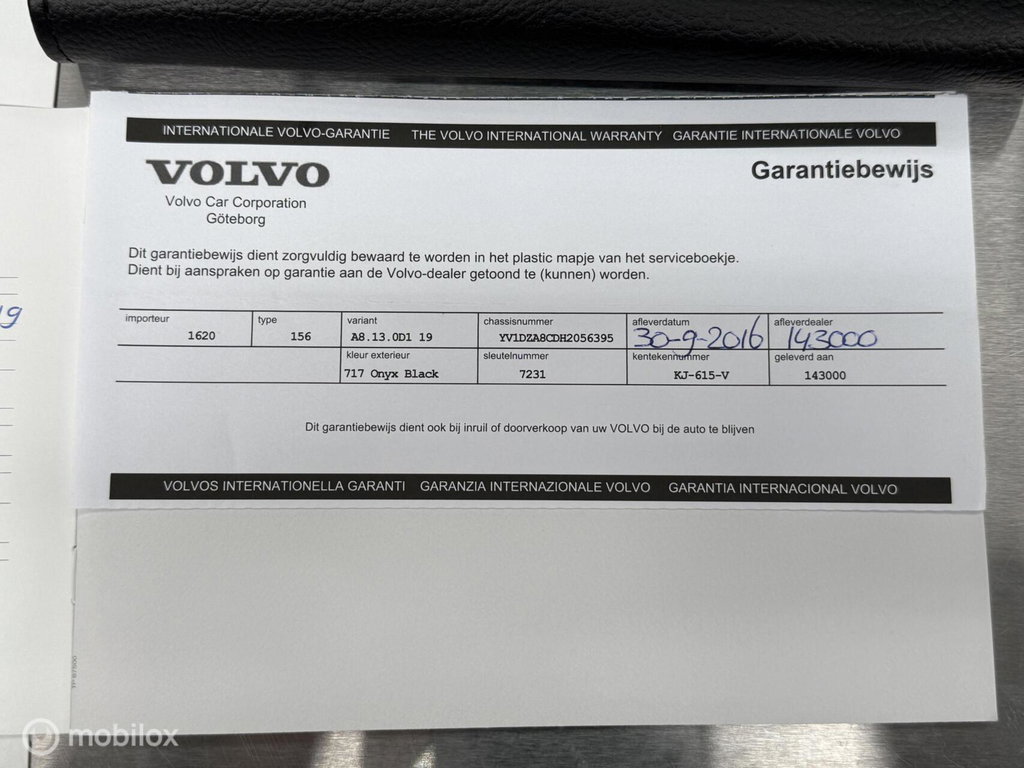 INTERNATIONALE VOLVO-GARANTIE THE VOLVO INTERNATIONAL WARRANTY GARANTIE INTERNATIONALE VOLVO
VOLVO
Garantiebewijs
Volvo Car Corporation
Göteborg
Dit garantiebewijs dient zorgvuldig bewaard te worden in het plastic mapje van het serviceboekje.
Dient bij aanspraken op garantie aan de Volvo-dealer getoond te (kunnen) worden.
importeur type variant chassisnummer afleverdatum afleverdealer
1620 156 A8.13.0D1 19 YV1DZA8CDH2056395 30-9-2016 143000
kleur exterieur sleutelnummer kentekennummer geleverd aan
717 Onyx Black 7231 KJ-615-V 143000
Dit garantiebewijs dient ook bij inruil of doorverkoop van uw VOLVO bij de auto te blijven
VOLVOS INTERNATIONELLA GARANTI GARANZIA INTERNAZIONALE VOLVO GARANTIA INTERNACIONAL VOLVO
mobilox